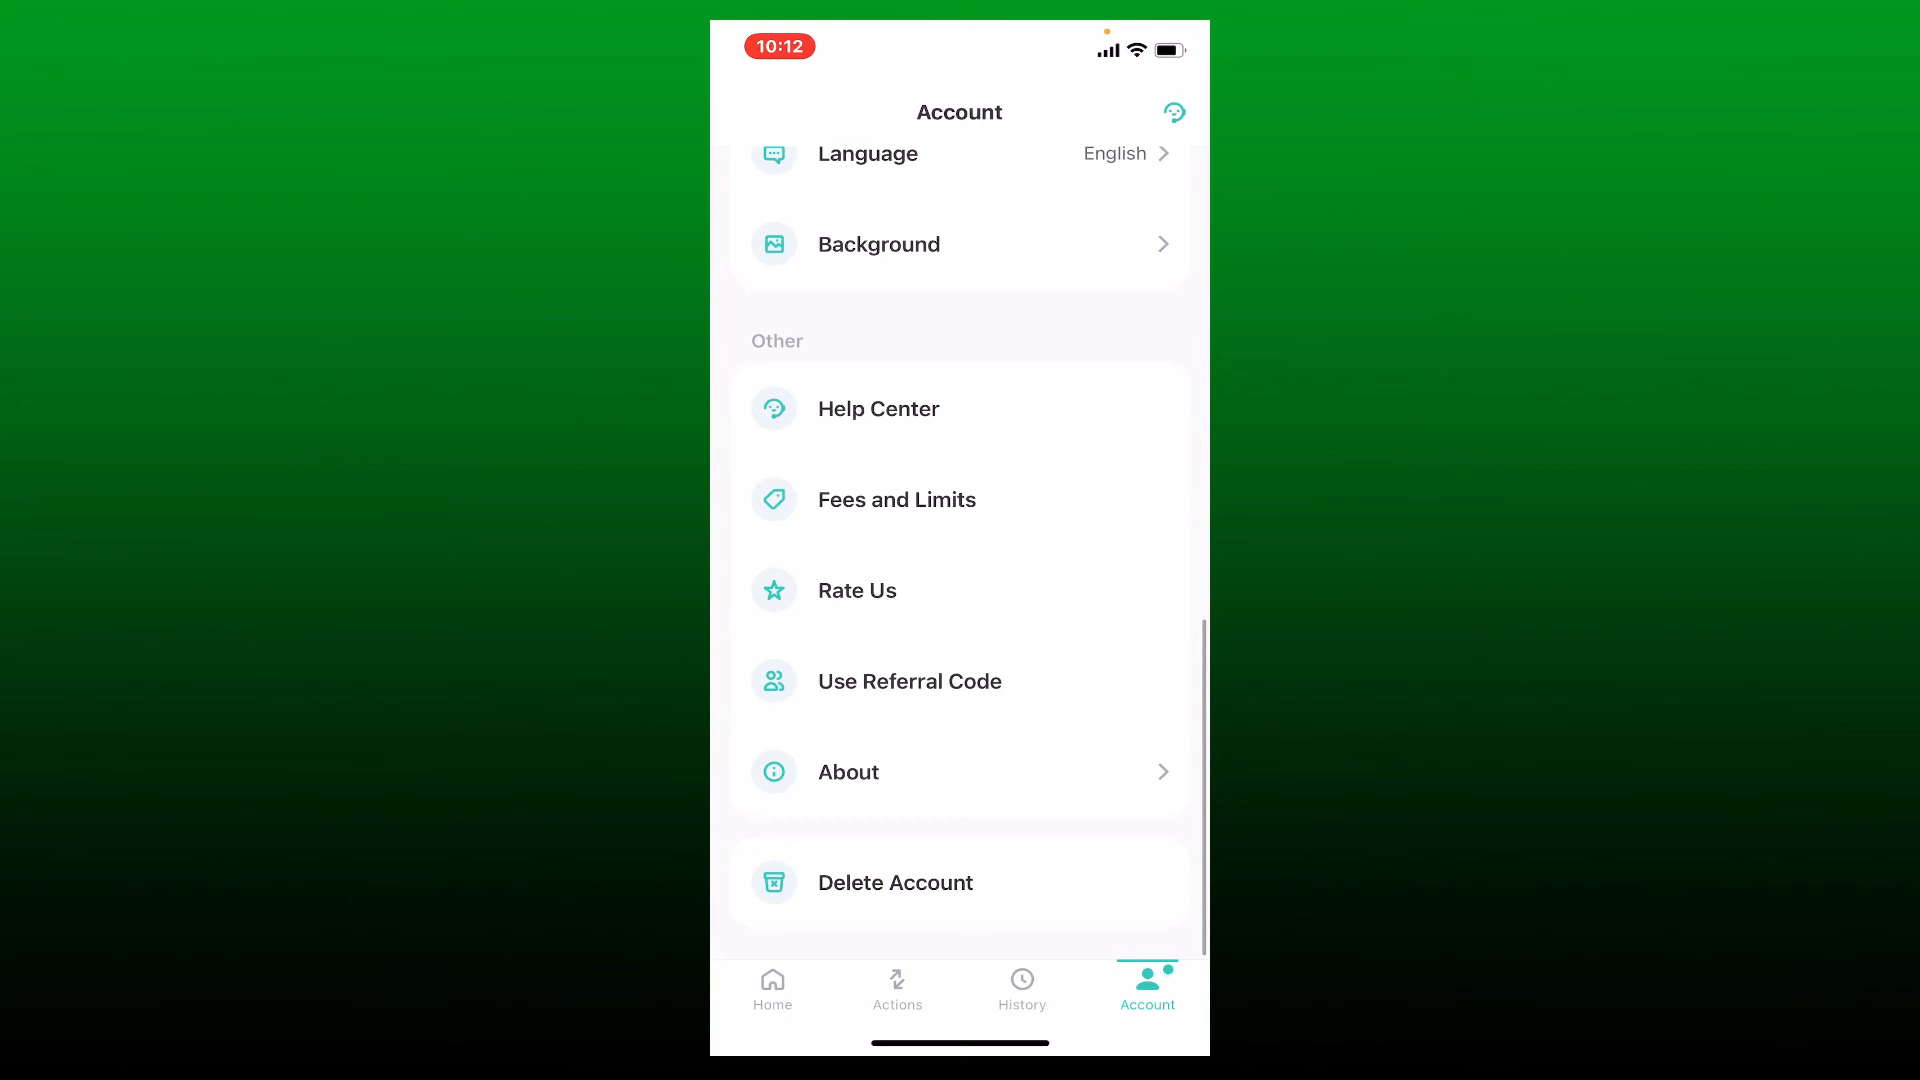 10:12
Account
Language English
Background
Other
Help Center
Fees and Limits
Rate Us
Use Referral Code
About
Delete Account
Home Actions History Account